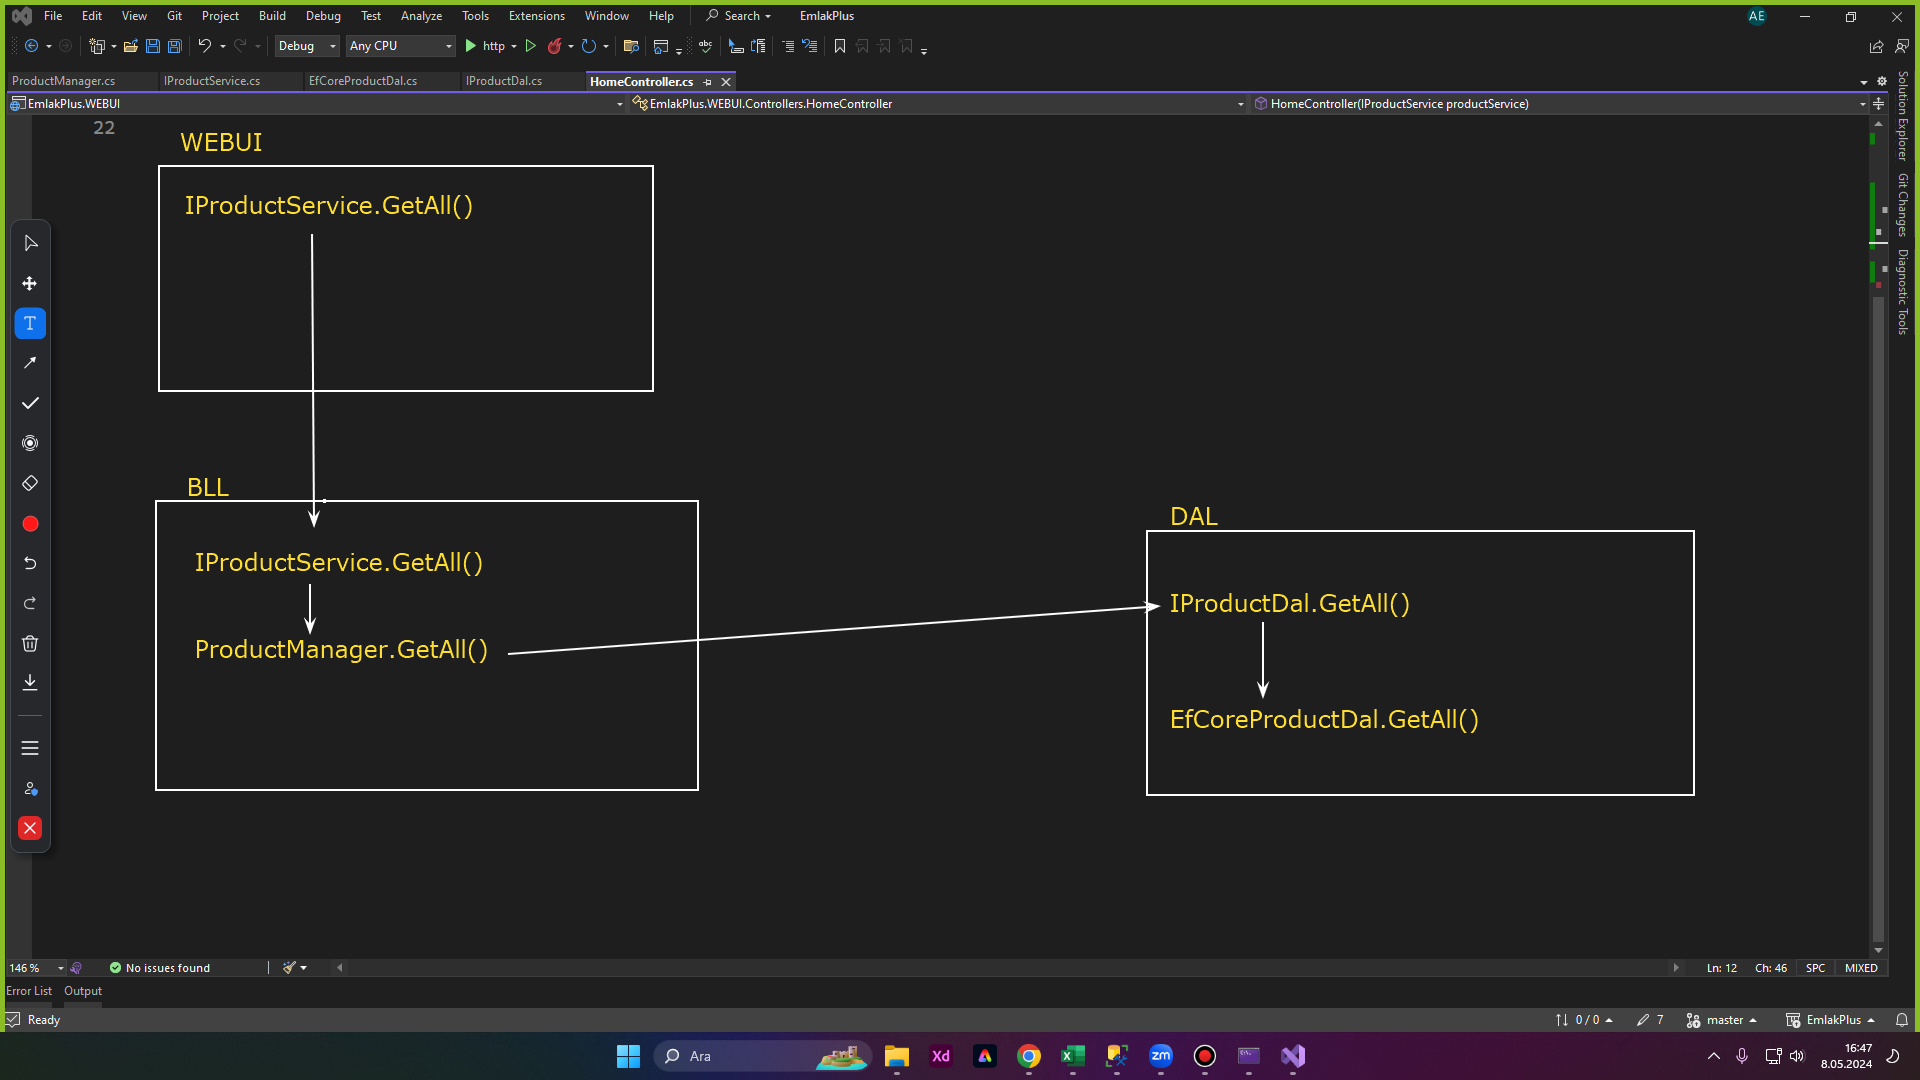 File Edit View Git Project Build Debug Test Analyze Tools Extensions Window Help Search EmlakPlus AE
Debug Any CPU http
ProductManager.cs IProductService.cs EfCoreProductDal.cs IProductDal.cs HomeController.cs
EmlakPlus.WEBUI EmlakPlus.WEBUI.Controllers.HomeController HomeController(IProductService productService)
22
WEBUI
IProductService.GetAll()
BLL
IProductService.GetAll()
ProductManager.GetAll()
DAL
IProductDal.GetAll()
EfCoreProductDal.GetAll()
Solution Explorer
Git Changes
Diagnostic Tools
146 % No issues found Ln: 12 Ch: 46 SPC MIXED
Error List Output
Ready 0 / 0 7 master EmlakPlus
Ara Xd zm 16:47
8.05.2024